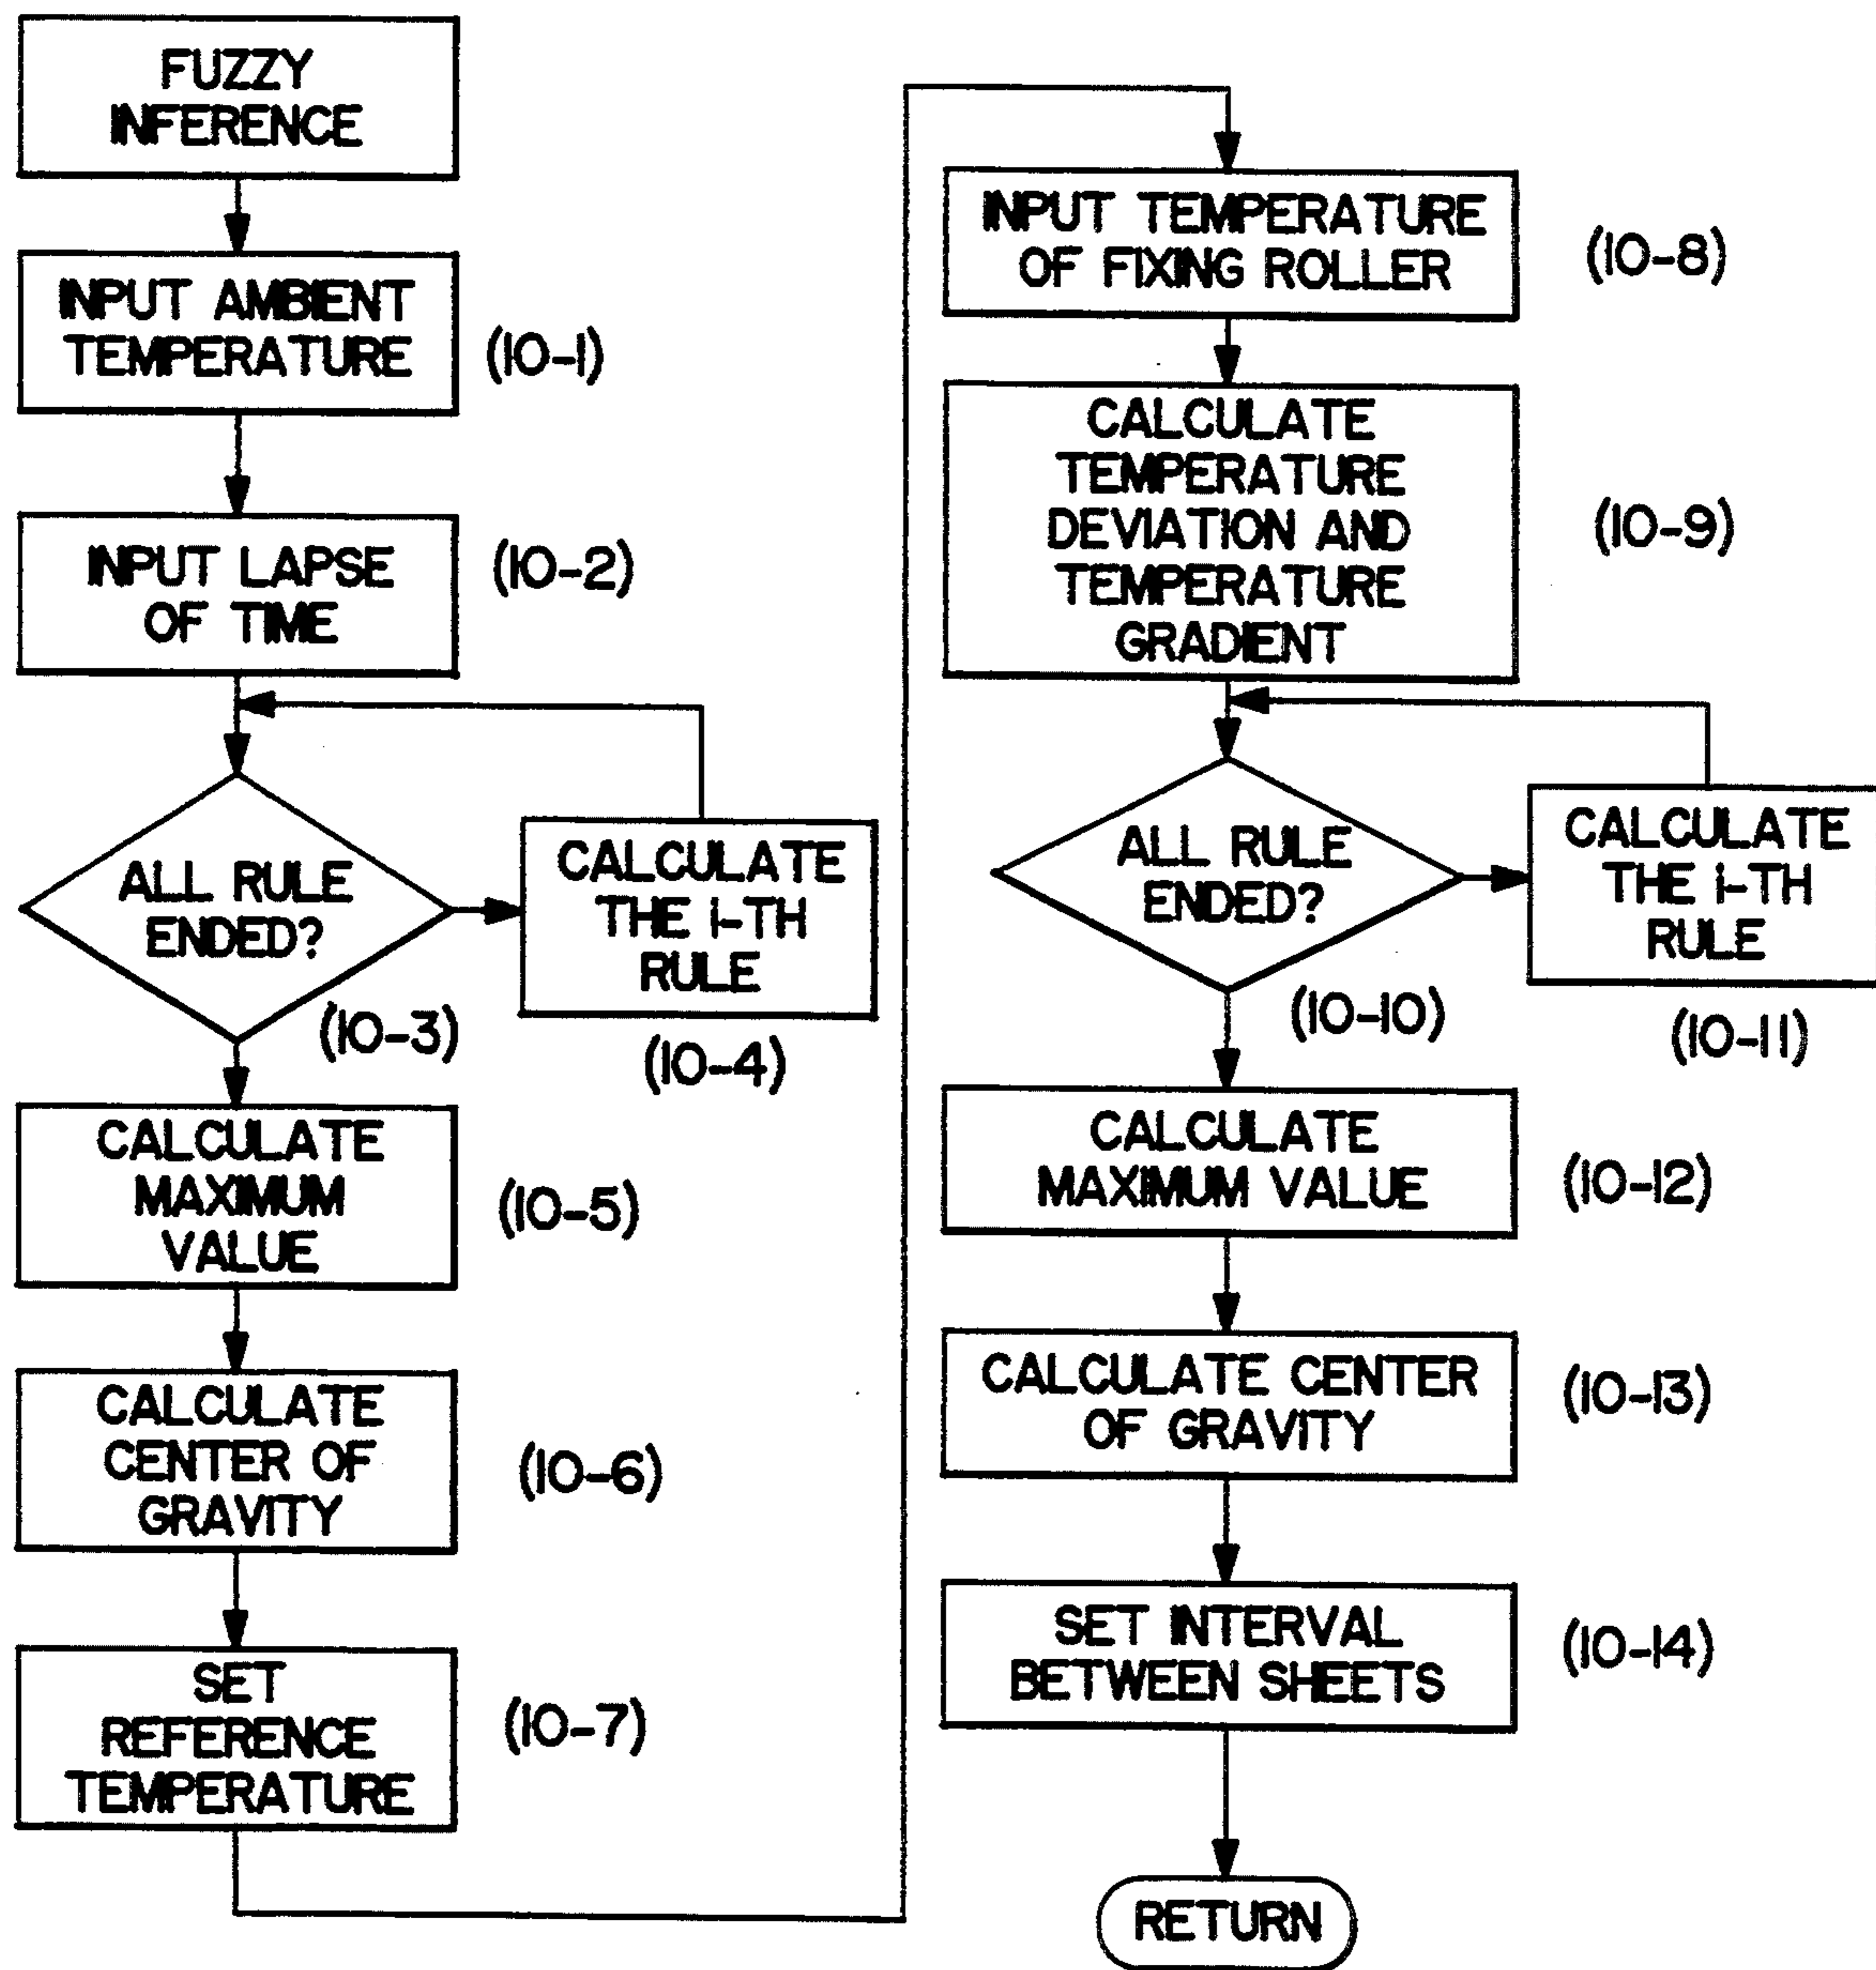 FUZZY
INFERENCE
INPUT AMBIENT
TEMPERATURE
(10-1)
INPUT LAPSE
OF TIME
(10-2)
ALL RULE
ENDED?
(10-3)
CALCULATE
THE i-TH
RULE
(10-4)
CALCULATE
MAXIMUM
VALUE
(10-5)
CALCULATE
CENTER OF
GRAVITY
(10-6)
SET
REFERENCE
TEMPERATURE
(10-7)
INPUT TEMPERATURE
OF FIXING ROLLER
(10-8)
CALCULATE
TEMPERATURE
DEVIATION AND
TEMPERATURE
GRADIENT
(10-9)
ALL RULE
ENDED?
(10-10)
CALCULATE
THE i-TH
RULE
(10-11)
CALCULATE
MAXIMUM VALUE
(10-12)
CALCULATE CENTER
OF GRAVITY
(10-13)
SET INTERVAL
BETWEEN SHEETS
(10-14)
RETURN